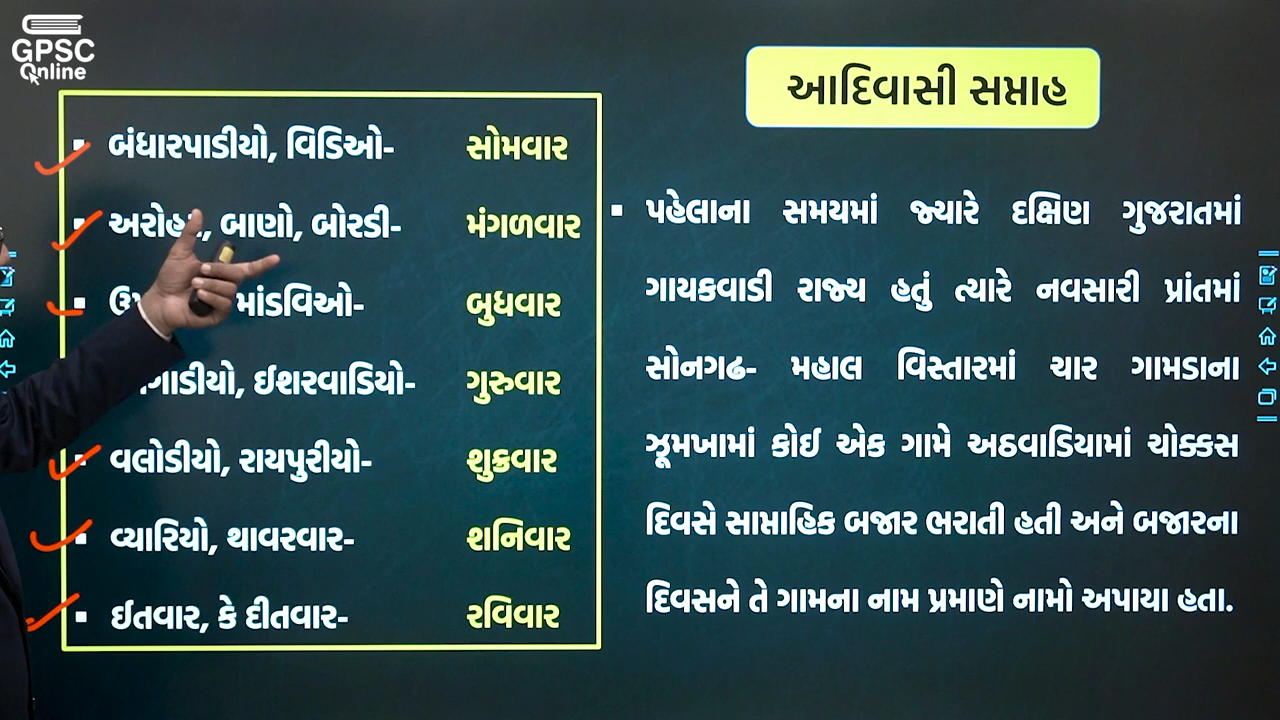 GPSC
Online
આદિવાસી સપ્તાહ
બંધારપાડીયો, વિડિઓ- સોમવાર
બાણો, બોરડી- મંગળવાર
માંડવિઓ- બુધવાર
ઈશરવાડિયો- ગુરુવાર
વલોડીયો, રાયપુરીયો- શુક્રવાર
વ્યારિયો, થાવરવાર- શનિવાર
ઈતવાર, કે દીતવાર- રવિવાર
પહેલાના સમયમાં જ્યારે દક્ષિણ ગુજરાતમાં
ગાયકવાડી રાજ્ય હતું ત્યારે નવસારી પ્રાંતમાં
સોનગઢ- મહાલ વિસ્તારમાં ચાર ગામડાના
ઝૂમખામાં કોઈ એક ગામે અઠવાડિયામાં ચોક્કસ
દિવસે સાપ્તાહિક બજાર ભરાતી હતી અને બજારના
દિવસને તે ગામના નામ પ્રમાણે નામો અપાયા હતા.